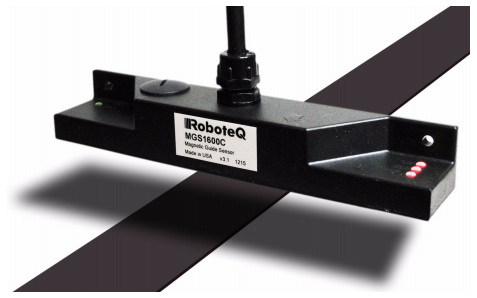 RoboteQ
MGS1600C
Magnetic Guide Sensor
Made in USA v3.1 1215